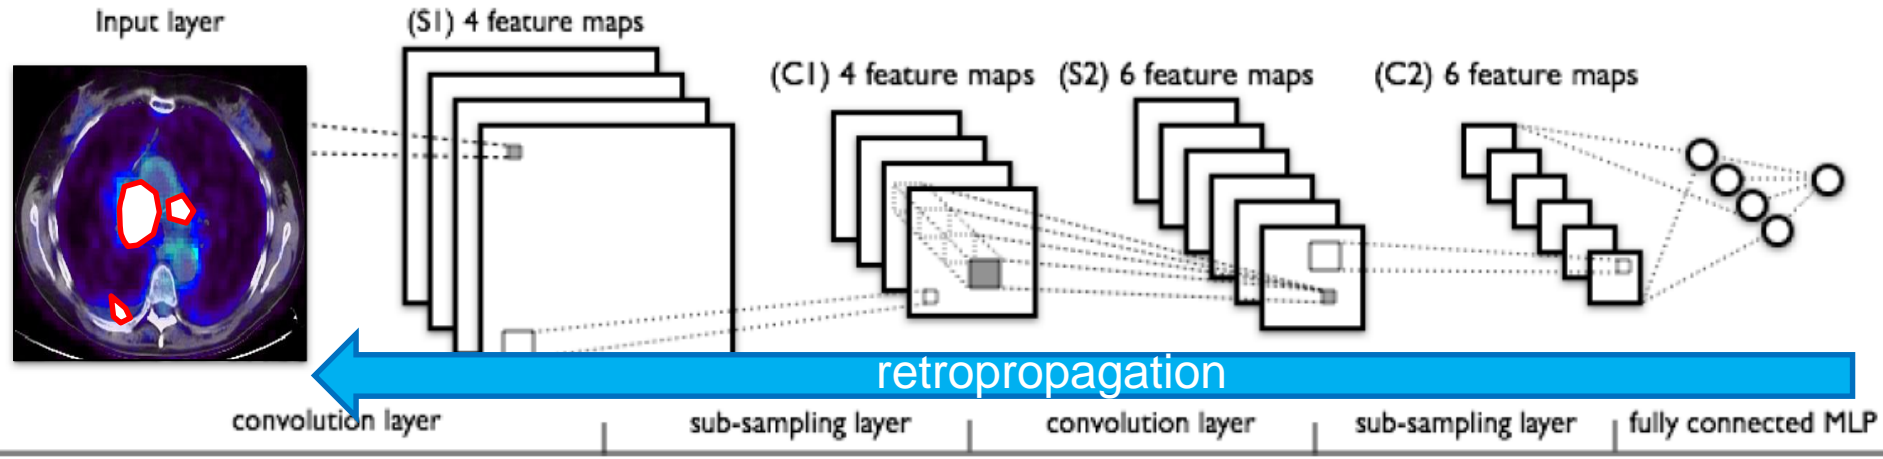 Input layer
(S1) 4 feature maps
(C1) 4 feature maps
(S2) 6 feature maps
(C2) 6 feature maps
retropropagation
convolution layer
sub-sampling layer
convolution layer
sub-sampling layer
fully connected MLP